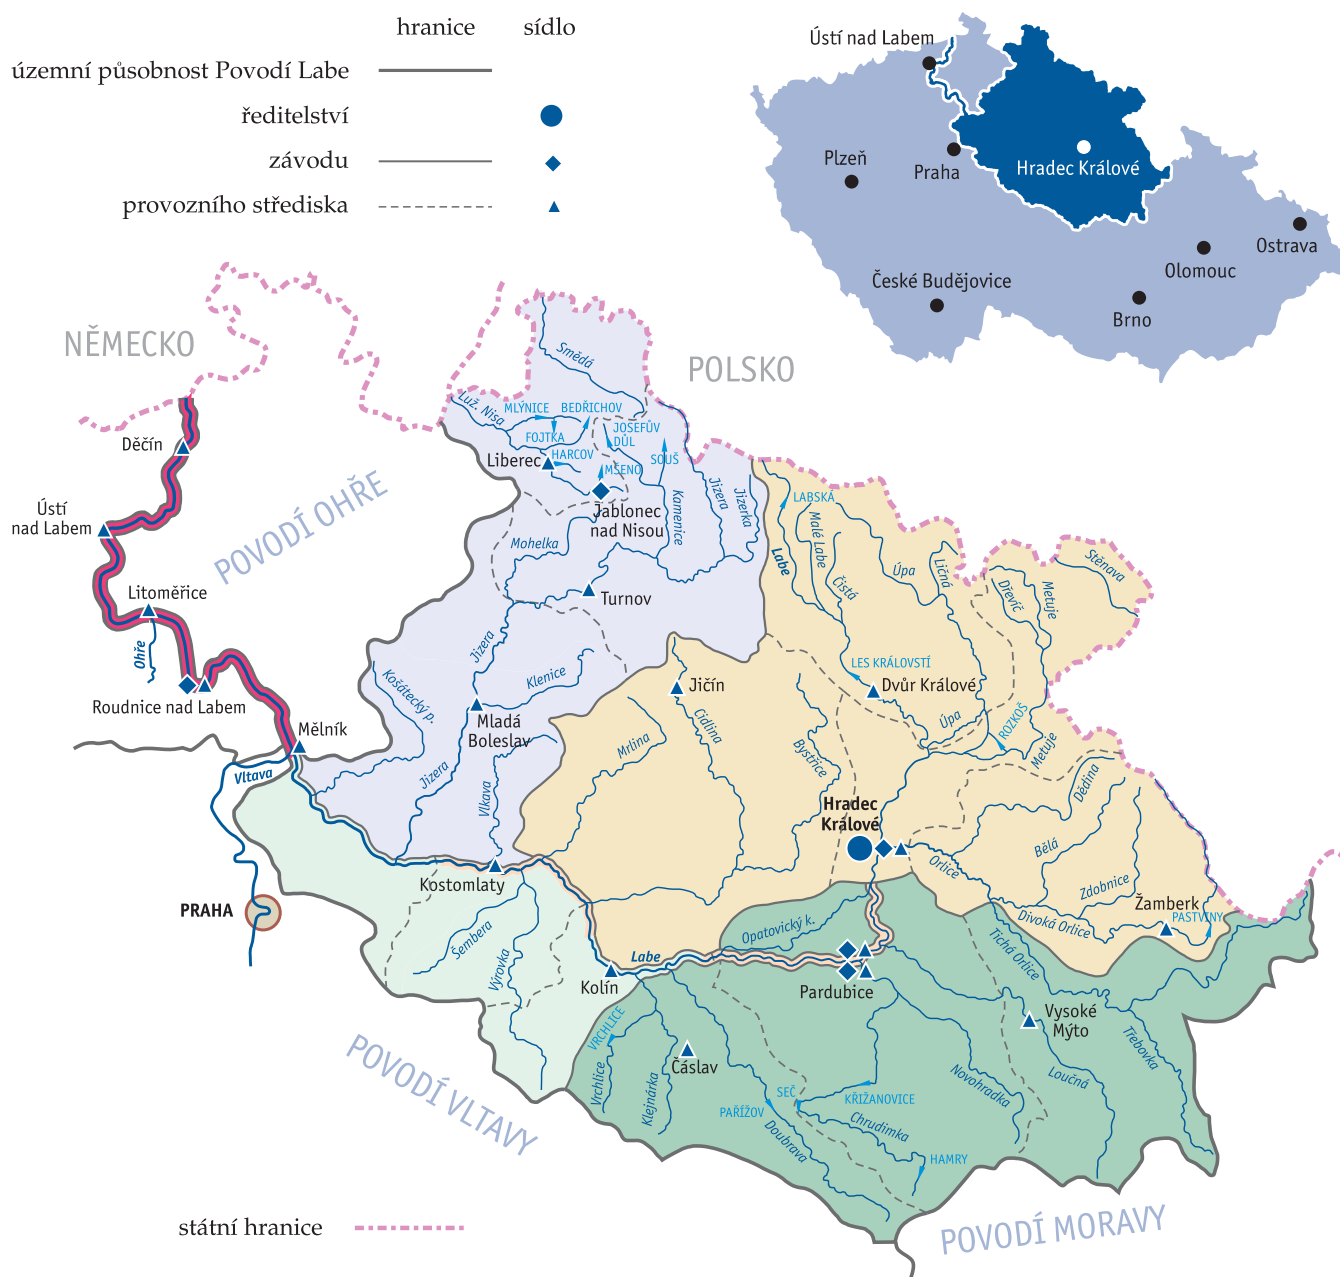 hranice
sídlo
územní působnost Povodí Labe
ředitelství
závodu
provozního střediska
Ústí nad Labem
Plzeň
Praha
Hradec Králové
Ostrava
Olomouc
České Budějovice
Brno
NĚMECKO
POLSKO
Smědá
Luž. Nisa
MLÝNICE
BEDŘICHOV
FOJTKA
JOSEFŮV
DŮL
HARCOV
SOUŠ
MŠENO
Liberec
Jablonec
nad Nisou
Děčín
Ústí
nad Labem
POVODÍ OHŘE
Litoměřice
Ohře
Roudnice nad Labem
Mělník
Vltava
PRAHA
Mohelka
Kamenice
Jizera
Jizerka
Turnov
Jizera
Klenice
Košátecký p.
Mladá
Boleslav
Jizera
Vlkava
Kostomlaty
LABSKÁ
Labe
Malé Labe
Čistá
Úpa
Ličná
Dřevíč
Metuje
Stěnava
LES KRÁLOVSTÍ
Dvůr Králové
Úpa
ROZKOŠ
Metuje
Jičín
Cidlina
Mrlina
Bystřice
Hradec
Králové
Orlice
Dědina
Bělá
Zdobnice
Žamberk
PASTVINY
Divoká Orlice
Tichá Orlice
Šembera
Výrovka
Kolín
Labe
Opatovický k.
Pardubice
Vysoké
Mýto
Třebovka
Loučná
Novohradka
VRCHLICE
Vrchlice
Klejnárka
Čáslav
PAŘÍŽOV
Doubrava
SEČ
KŘIŽANOVICE
Chrudimka
HAMRY
POVODÍ VLTAVY
POVODÍ MORAVY
státní hranice